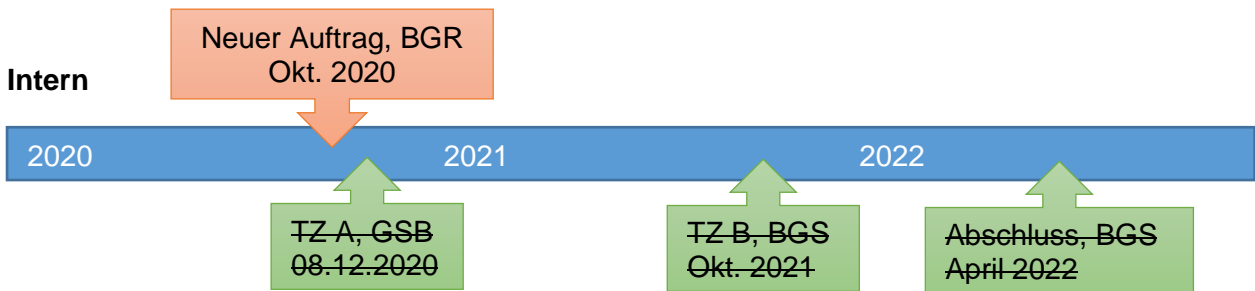 Neuer Auftrag, BGR
Okt. 2020
Intern
2020 2021 2022
TZ A, GSB
08.12.2020
TZ B, BGS
Okt. 2021
Abschluss, BGS
April 2022